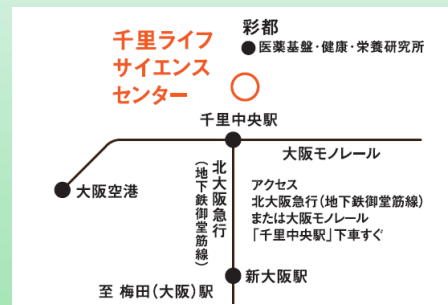 彩都
医薬基盤・健康・栄養研究所
千里ライフ
サイエンス
センター
千里中央駅
大阪モノレール
大阪空港
北大阪急行
（地下鉄御堂筋線）
アクセス
北大阪急行（地下鉄御堂筋線）
または大阪モノレール
「千里中央駅」下車すぐ
新大阪駅
至 梅田（大阪）駅